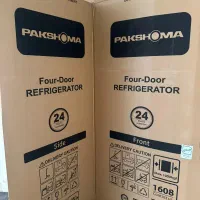 PAKSHOMA
Four-Door
REFRIGERATOR
24
Side
DELIVERY CAUTION
PAKSHOMA
Four-Door
REFRIGERATOR
24
Front
DELIVERY CAUTION
1608